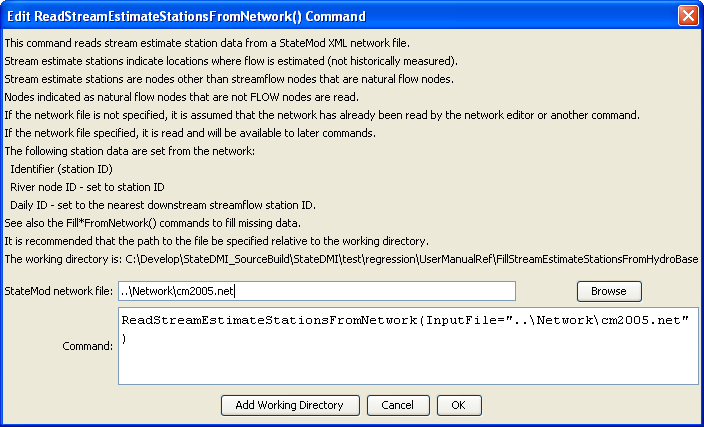 Edit ReadStreamEstimateStationsFromNetwork() Command
This command reads stream estimate station data from a StateMod XML network file.
Stream estimate stations indicate locations where flow is estimated (not historically measured).
Stream estimate stations are nodes other than streamflow nodes that are natural flow nodes.
Nodes indicated as natural flow nodes that are not FLOW nodes are read.
If the network file is not specified, it is assumed that the network has already been read by the network editor or another command.
If the network file specified, it is read and will be available to later commands.
The following station data are set from the network:
Identifier (station ID)
River node ID - set to station ID
Daily ID - set to the nearest downstream streamflow station ID.
See also the Fill*FromNetwork() commands to fill missing data.
It is recommended that the path to the file be specified relative to the working directory.
The working directory is: C:\Develop\StateDMI_SourceBuild\StateDMI\test\regression\UserManualRef\FillStreamEstimateStationsFromHydroBase
StateMod network file: ..\Network\cm2005.net Browse
Command: ReadStreamEstimateStationsFromNetwork(InputFile="..\Network\cm2005.net"
)
Add Working Directory Cancel OK